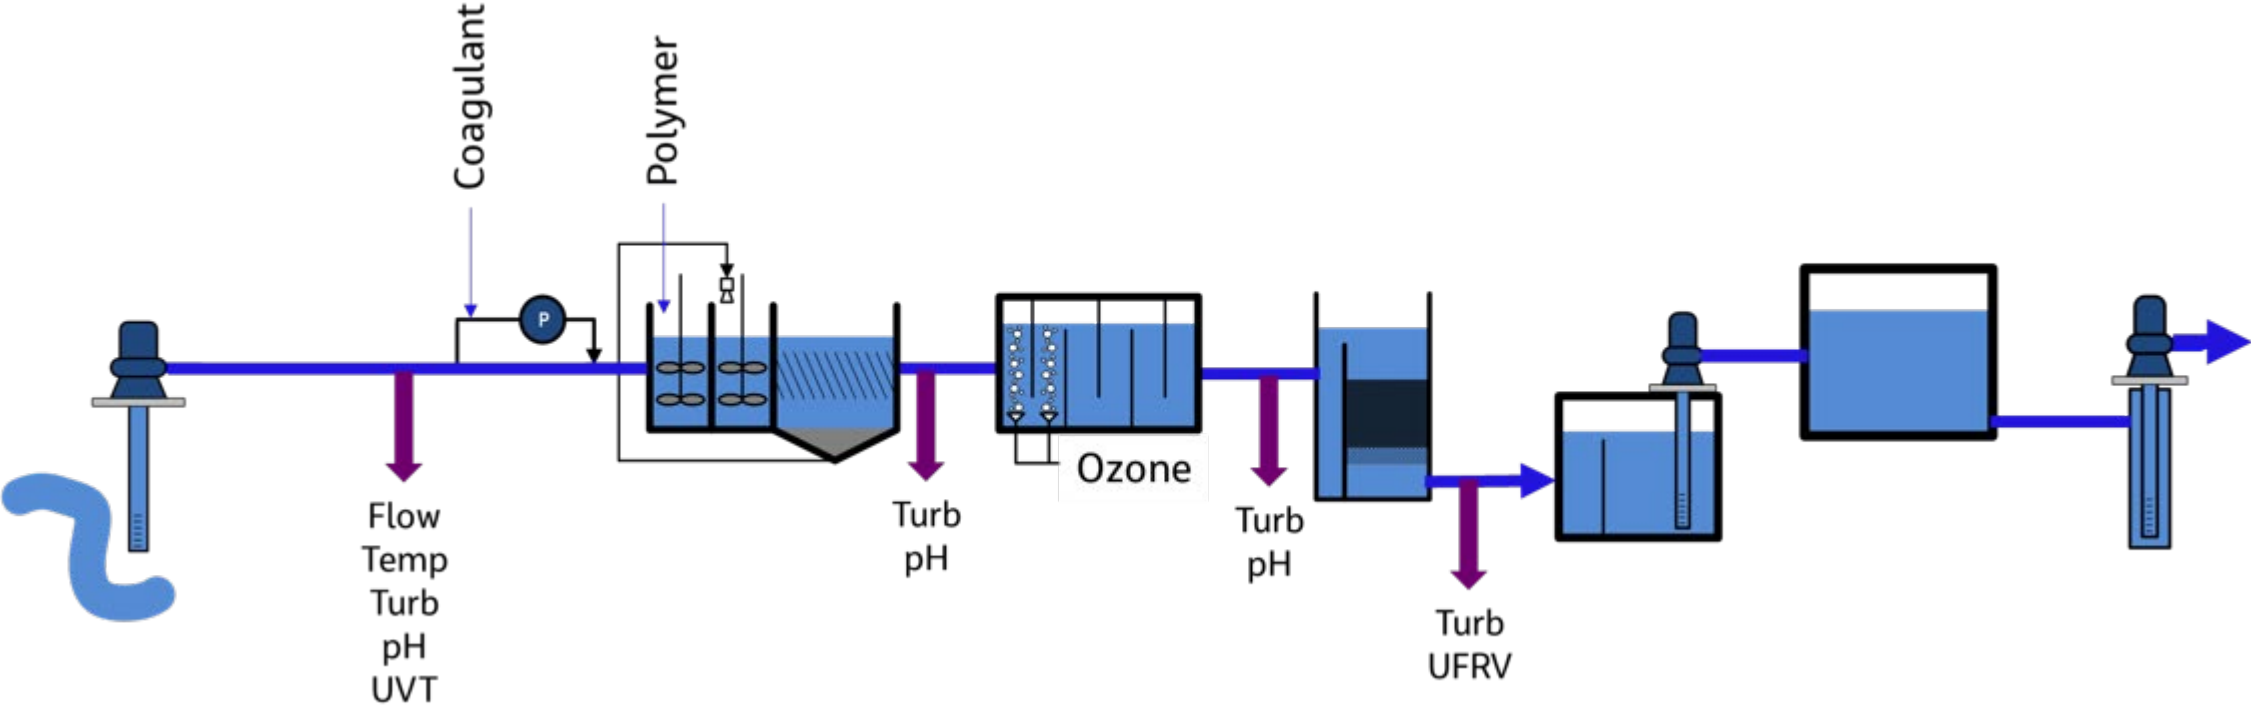 Coagulant
Polymer
P
Flow
Temp
Turb
pH
UVT
Turb
pH
Ozone
Turb
pH
Turb
UFRV